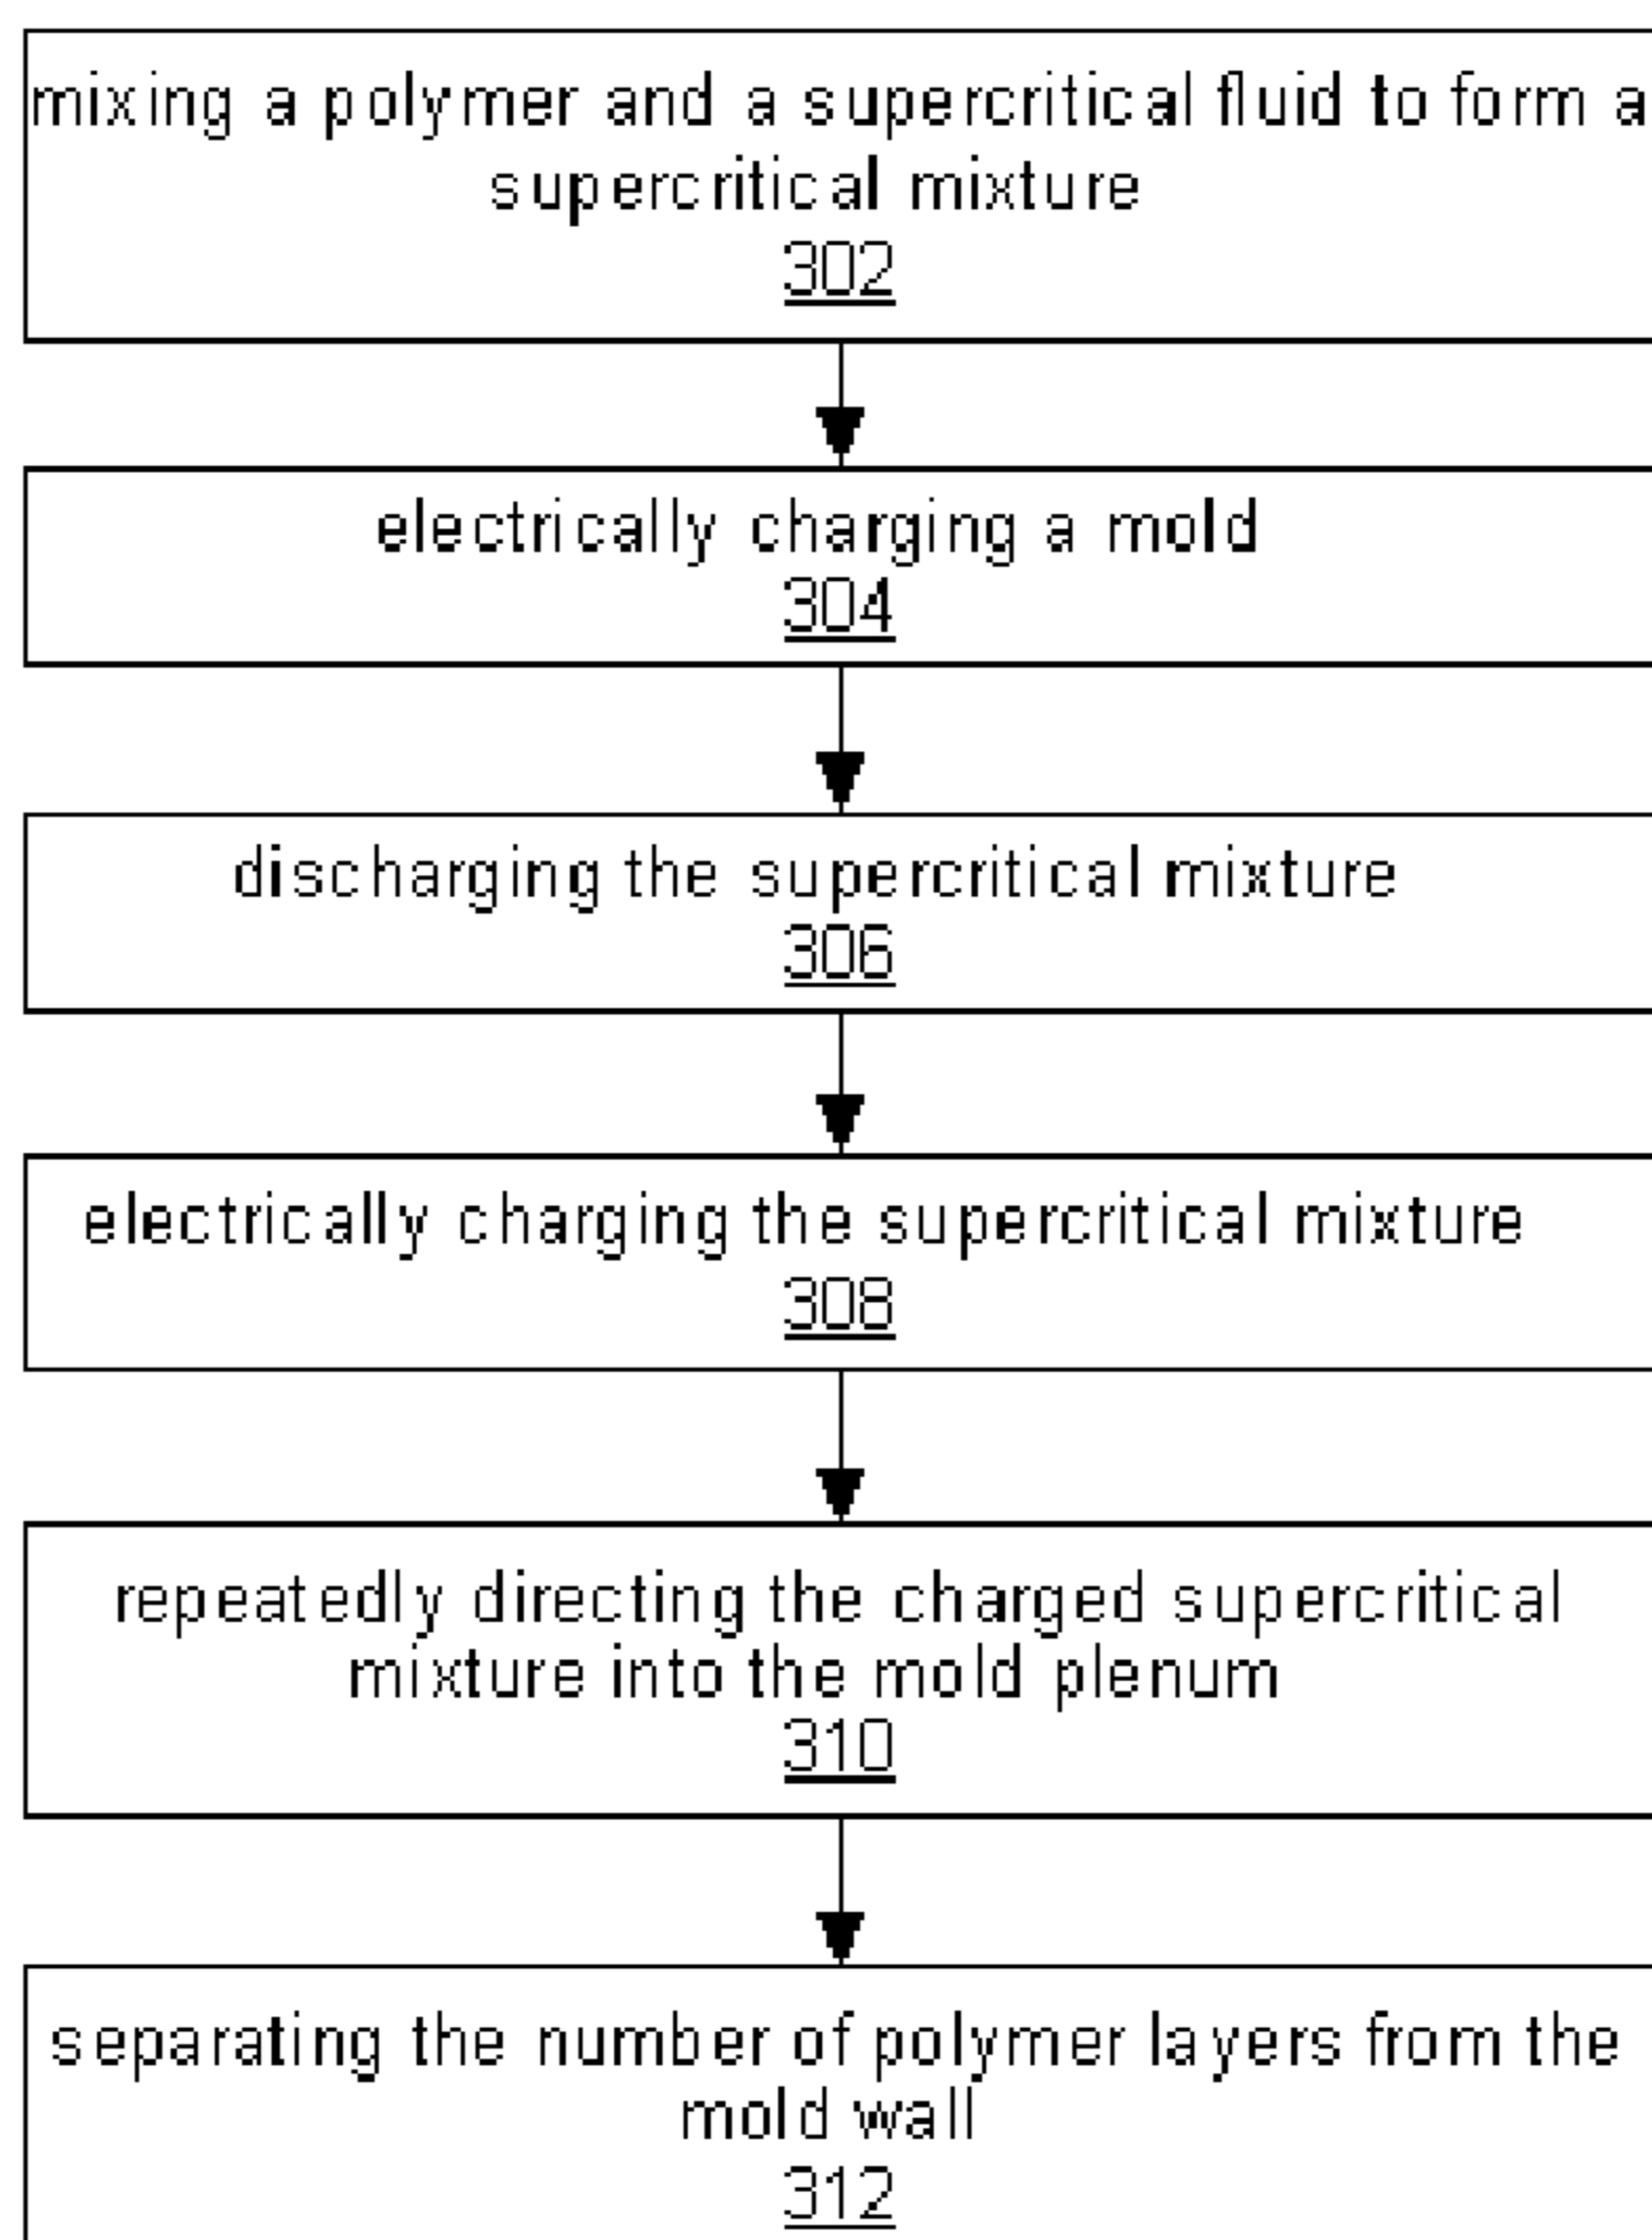 mixing a polymer and a supercritical fluid to form a
supercritical mixture
302
electrically charging a mold
304
discharging the supercritical mixture
306
electrically charging the supercritical mixture
308
repeatedly directing the charged supercritical
mixture into the mold plenum
310
separating the number of polymer layers from the
mold wall
312